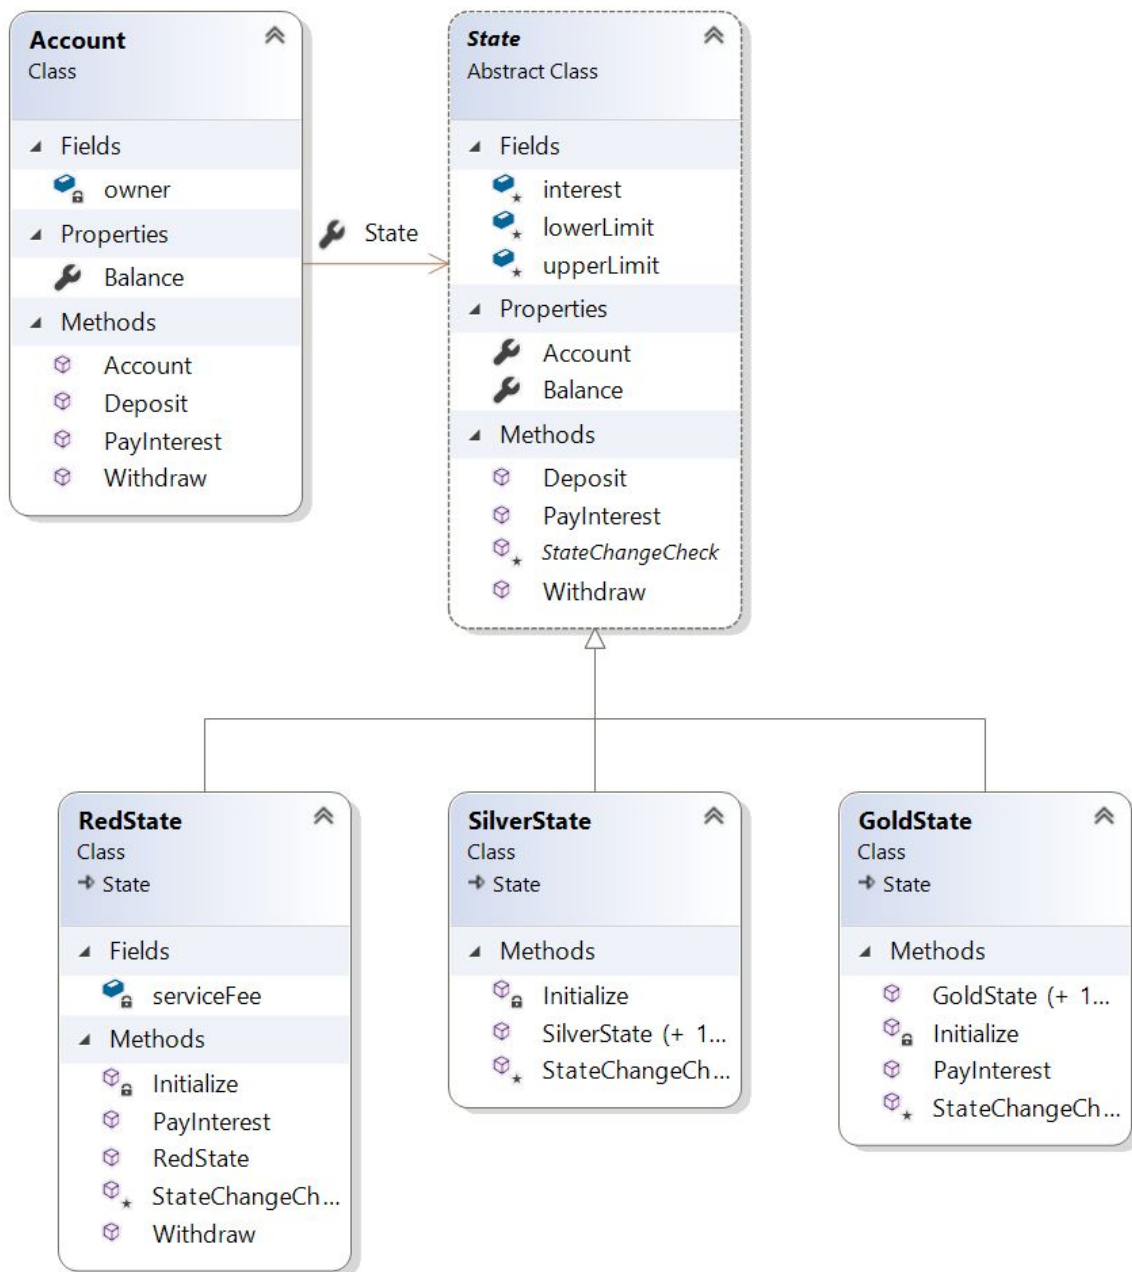 Account
Class
Fields
owner
Properties
Balance
Methods
Account
Deposit
PayInterest
Withdraw
State
State
Abstract Class
Fields
interest
lowerLimit
upperLimit
Properties
Account
Balance
Methods
Deposit
PayInterest
StateChangeCheck
Withdraw
RedState
Class
State
Fields
serviceFee
Methods
Initialize
PayInterest
RedState
StateChangeCh...
Withdraw
SilverState
Class
State
Methods
Initialize
SilverState (+ 1...
StateChangeCh...
GoldState
Class
State
Methods
GoldState (+ 1...
Initialize
PayInterest
StateChangeCh...